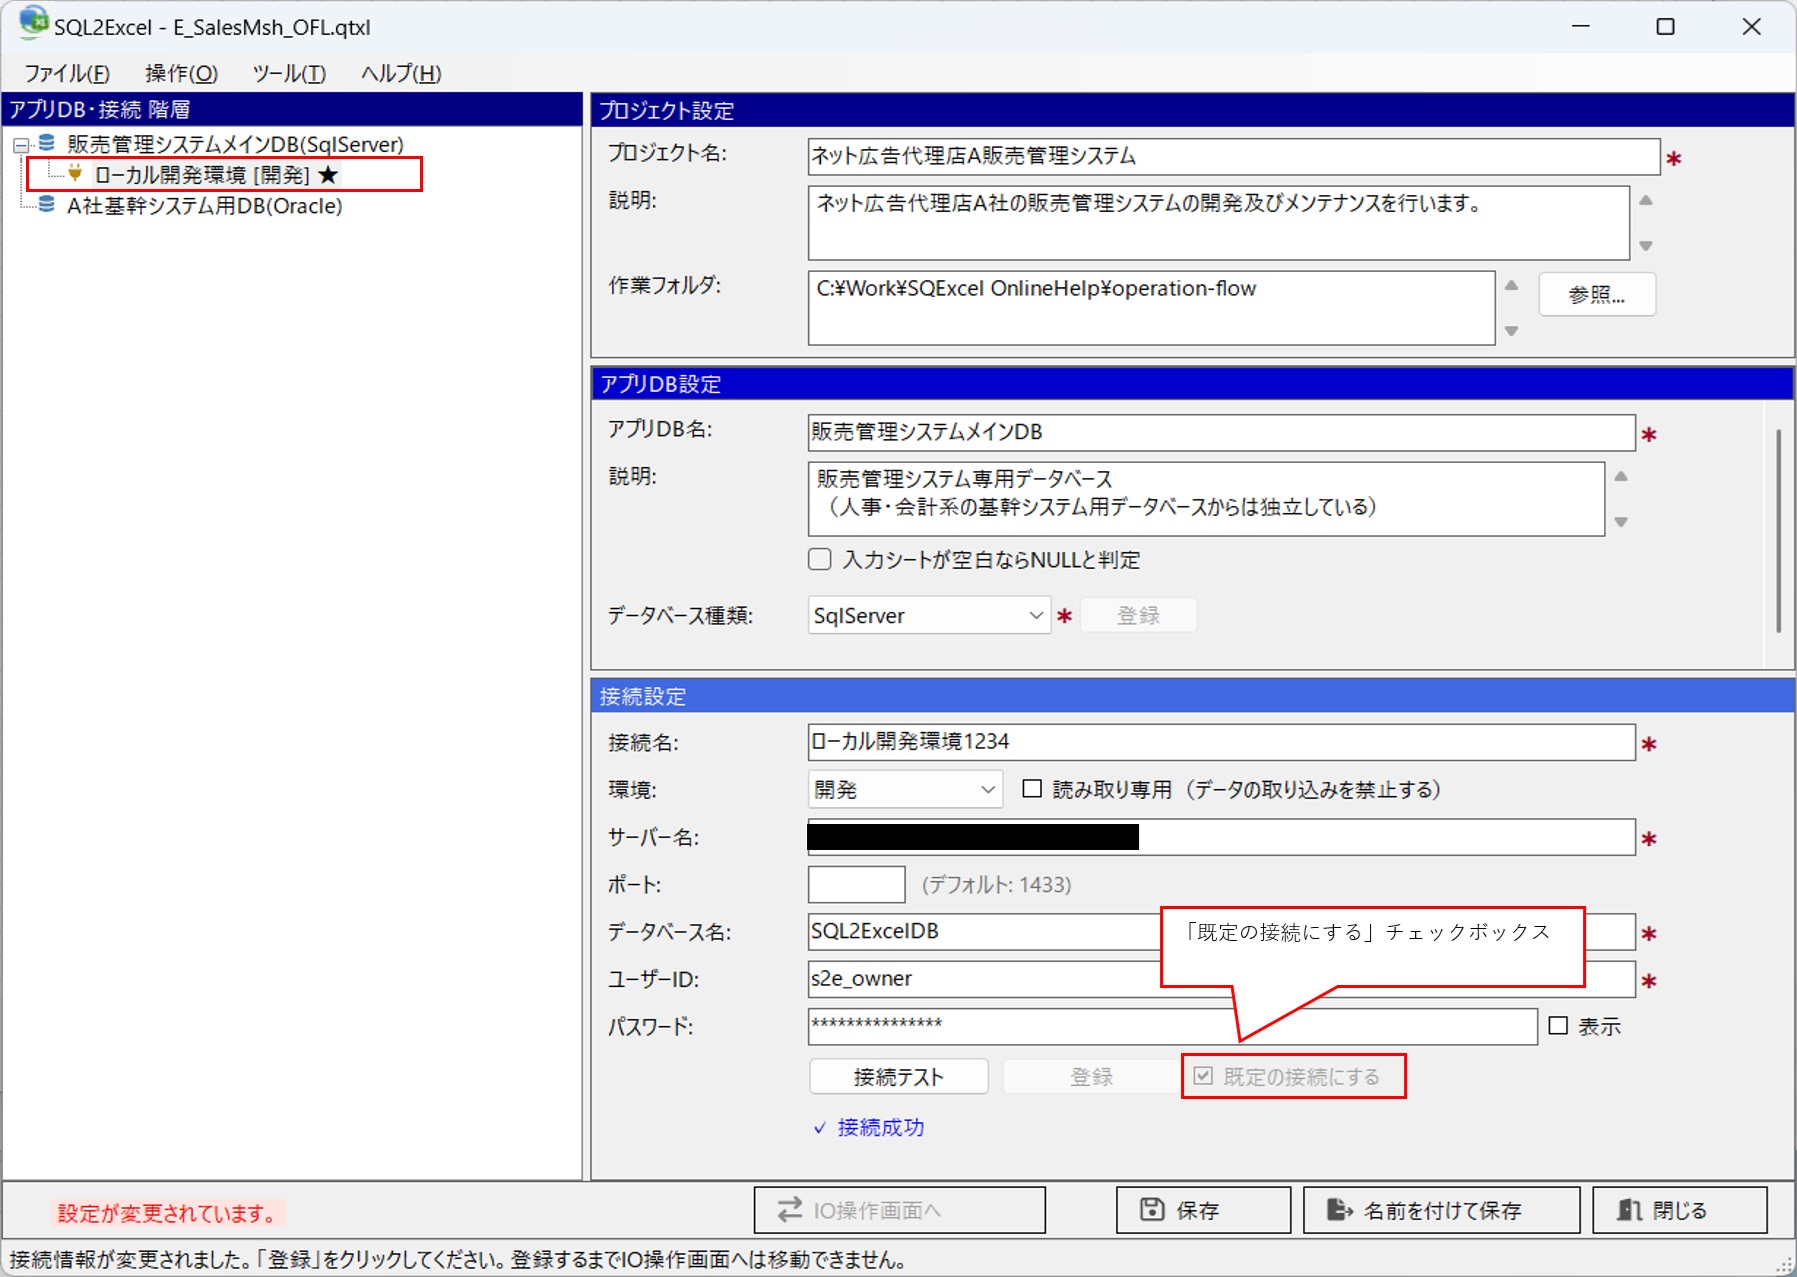 SQL2Excel - E_SalesMsh_OFL.qtxl
ファイル(F) 操作(O) ツール(T) ヘルプ(H)
アプリDB・接続 階層
販売管理システムメインDB(SqlServer)
ローカル開発環境 [開発] ★
A社基幹システム用DB(Oracle)
プロジェクト設定
プロジェクト名: ネット広告代理店A販売管理システム *
説明: ネット広告代理店A社の販売管理システムの開発及びメンテナンスを行います。
作業フォルダ: C:¥Work¥SQExcel OnlineHelp¥operation-flow 参照...
アプリDB設定
アプリDB名: 販売管理システムメインDB *
説明: 販売管理システム専用データベース
（人事・会計系の基幹システム用データベースからは独立している）
入力シートが空白ならNULLと判定
データベース種類: SqlServer * 登録
接続設定
接続名: ローカル開発環境1234 *
環境: 開発 読み取り専用（データの取り込みを禁止する）
サーバー名: *
ポート: (デフォルト: 1433)
データベース名: SQL2ExcelDB *
「既定の接続にする」チェックボックス
ユーザーID: s2e_owner *
パスワード: *************** 表示
接続テスト 登録 既定の接続にする
✓ 接続成功
設定が変更されています。 IO操作画面へ 保存 名前を付けて保存 閉じる
接続情報が変更されました。「登録」をクリックしてください。登録するまでIO操作画面へは移動できません。